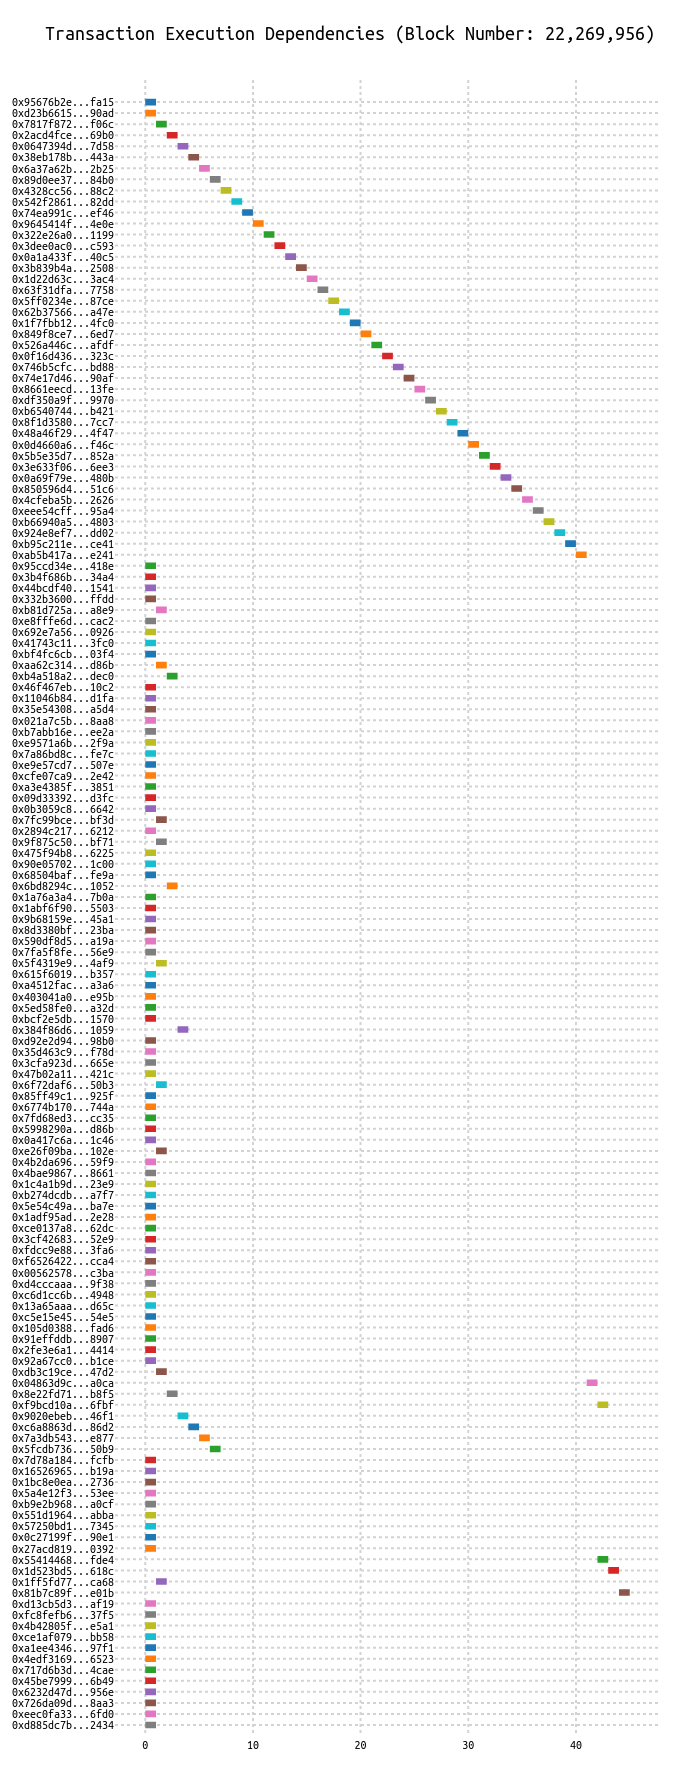 Transaction Execution Dependencies (Block Number: 22,269,956)
0x95676b2e...fa15
0xd23b6615...90ad
0x7817f872...f06c
0x2acd4fce...69b0
0x0647394d...7d58
0x38eb178b...443a
0x6a37a62b...2b25
0x89d0ee37...84b0
0x4328cc56...88c2
0x542f2861...82dd
0x74ea991c...ef46
0x9645414f...4e0e
0x322e26a0...1199
0x3dee0ac0...c593
0x0a1a433f...40c5
0x3b839b4a...2508
0x1d22d63c...3ac4
0x63f31dfa...7758
0x5ff0234e...87ce
0x62b37566...a47e
0x1f7fbb12...4fc0
0x849f8ce7...6ed7
0x526a446c...afdf
0x0f16d436...323c
0x746b5cfc...bd88
0x74e17d46...90af
0x8661eecd...13fe
0xdf350a9f...9970
0xb6540744...b421
0x8f1d3580...7cc7
0x48a46f29...4f47
0x0d4660a6...f46c
0x5b5e35d7...852a
0x3e633f06...6ee3
0x0a69f79e...480b
0x850596d4...51c6
0x4cfeba5b...2626
0xeee54cff...95a4
0xb66940a5...4803
0x924e8ef7...dd02
0xb95c211e...ce41
0xab5b417a...e241
0x95ccd34e...418e
0x3b4f686b...34a4
0x44bcdf40...1541
0x332b3600...ffdd
0xb81d725a...a8e9
0xe8fffe6d...cac2
0x692e7a56...0926
0x41743c11...3fc0
0xbf4fc6cb...03f4
0xaa62c314...d86b
0xb4a518a2...dec0
0x46f467eb...10c2
0x11046b84...d1fa
0x35e54308...a5d4
0x021a7c5b...8aa8
0xb7abb16e...ee2a
0xe9571a6b...2f9a
0x7a86bd8c...fe7c
0xe9e57cd7...507e
0xcfe07ca9...2e42
0xa3e4385f...3851
0x09d33392...d3fc
0x0b3059c8...6642
0x7fc99bce...bf3d
0x2894c217...6212
0x9f875c50...bf71
0x475f94b8...6225
0x90e05702...1c00
0x68504baf...fe9a
0x6bd8294c...1052
0x1a76a3a4...7b0a
0x1abf6f90...5503
0x9b68159e...45a1
0x8d3380bf...23ba
0x590df8d5...a19a
0x7fa5f8fe...56e9
0x5f4319e9...4af9
0x615f6019...b357
0xa4512fac...a3a6
0x403041a0...e95b
0x5ed58fe0...a32d
0xbcf2e5db...1570
0x384f86d6...1059
0xd92e2d94...98b0
0x35d463c9...f78d
0x3cfa923d...665e
0x47b02a11...421c
0x6f72daf6...50b3
0x85ff49c1...925f
0x6774b170...744a
0x7fd68ed3...cc35
0x5998290a...d86b
0x0a417c6a...1c46
0xe26f09ba...102e
0x4b2da696...59f9
0x4bae9867...8661
0x1c4a1b9d...23e9
0xb274dcdb...a7f7
0x5e54c49a...ba7e
0x1adf95ad...2e28
0xce0137a8...62dc
0x3cf42683...52e9
0xfdcc9e88...3fa6
0xf6526422...cca4
0x00562578...c3ba
0xd4cccaaa...9f38
0xc6d1cc6b...4948
0x13a65aaa...d65c
0xc5e15e45...54e5
0x105d0388...fad6
0x91effddb...8907
0x2fe3e6a1...4414
0x92a67cc0...b1ce
0xdb3c19ce...47d2
0x04863d9c...a0ca
0x8e22fd71...b8f5
0xf9bcd10a...6fbf
0x9020ebeb...46f1
0xc6a8863d...86d2
0x7a3db543...e877
0x5fcdb736...50b9
0x7d78a184...fcfb
0x16526965...b19a
0x1bc8e0ea...2736
0x5a4e12f3...53ee
0xb9e2b968...a0cf
0x551d1964...abba
0x57250bd1...7345
0x0c27199f...90e1
0x27acd819...0392
0x55414468...fde4
0x1d523bd5...618c
0x1ff5fd77...ca68
0x81b7c89f...e01b
0xd13cb5d3...af19
0xfc8fefb6...37f5
0x4b42805f...e5a1
0xce1af079...bb58
0xa1ee4346...97f1
0x4edf3169...6523
0x717d6b3d...4cae
0x45be7999...6b49
0x6232d47d...956e
0x726da09d...8aa3
0xeec0fa33...6fd0
0xd885dc7b...2434
0 10 20 30 40